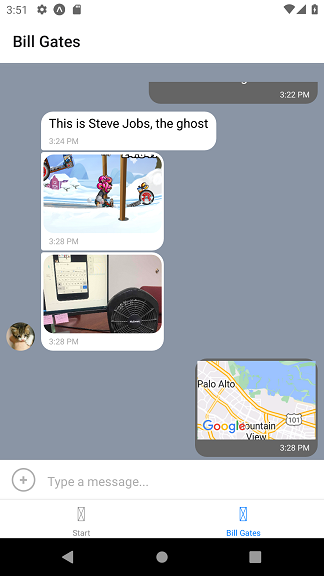 3:51
Bill Gates
3:22 PM
This is Steve Jobs, the ghost
3:24 PM
3:28 PM
3:28 PM
Palo Alto
101
Google
View
3:28 PM
Type a message...
Start
Bill Gates